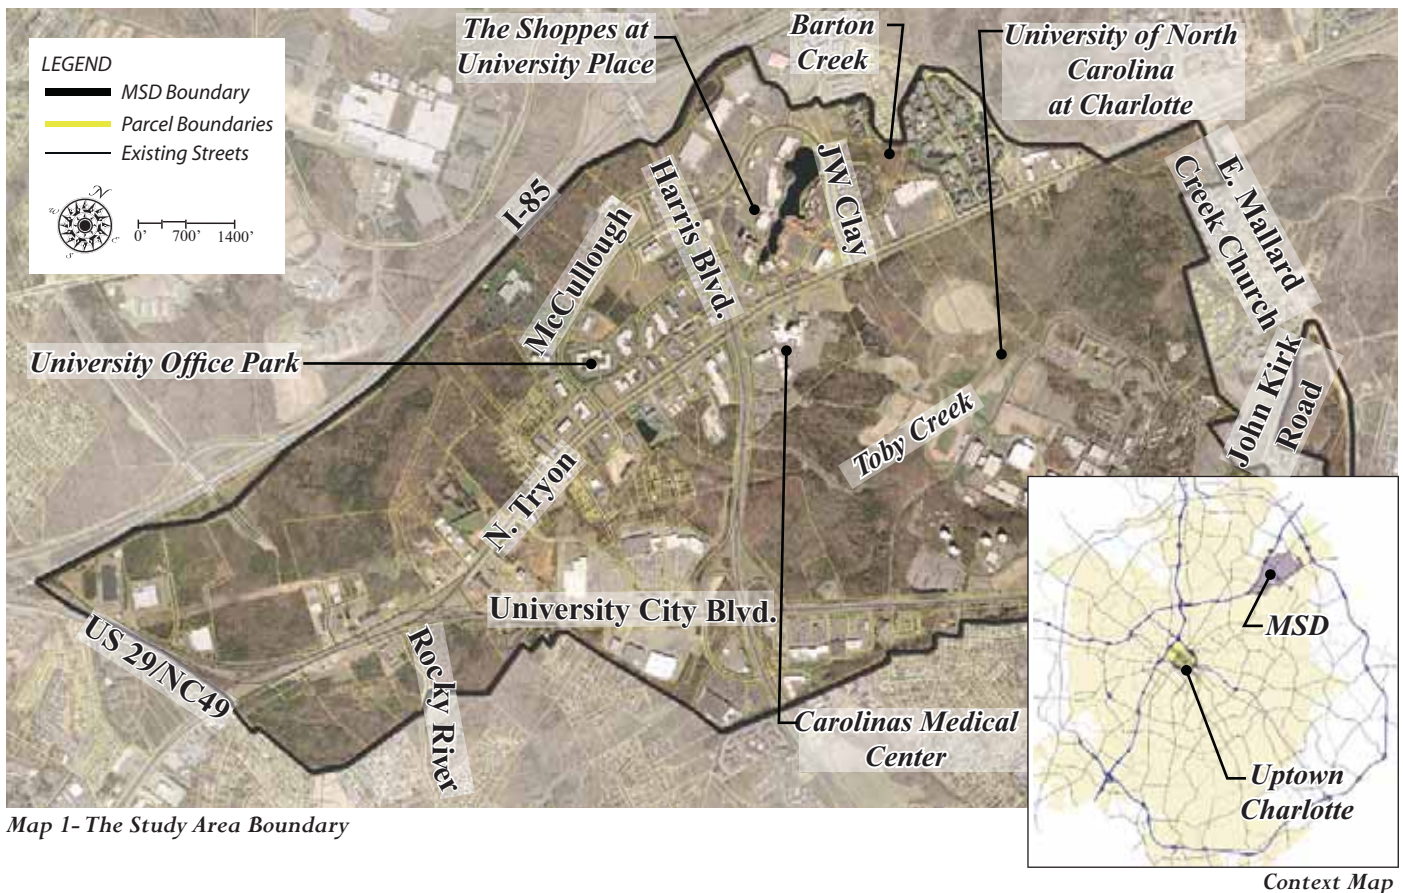 The Shoppes at
University Place
Barton
Creek
University of North
Carolina
at Charlotte
LEGEND
MSD Boundary
Parcel Boundaries
Existing Streets
N
W
S
0'
700'
1400'
I-85
McCullough
Harris Blvd.
JW Clay
E. Mallard
Creek Church
John Kirk
Road
University Office Park
Toby Creek
N. Tryon
University City Blvd.
US 29/NC49
Rocky River
Carolinas Medical
Center
MSD
Uptown
Charlotte
Map 1- The Study Area Boundary
Context Map